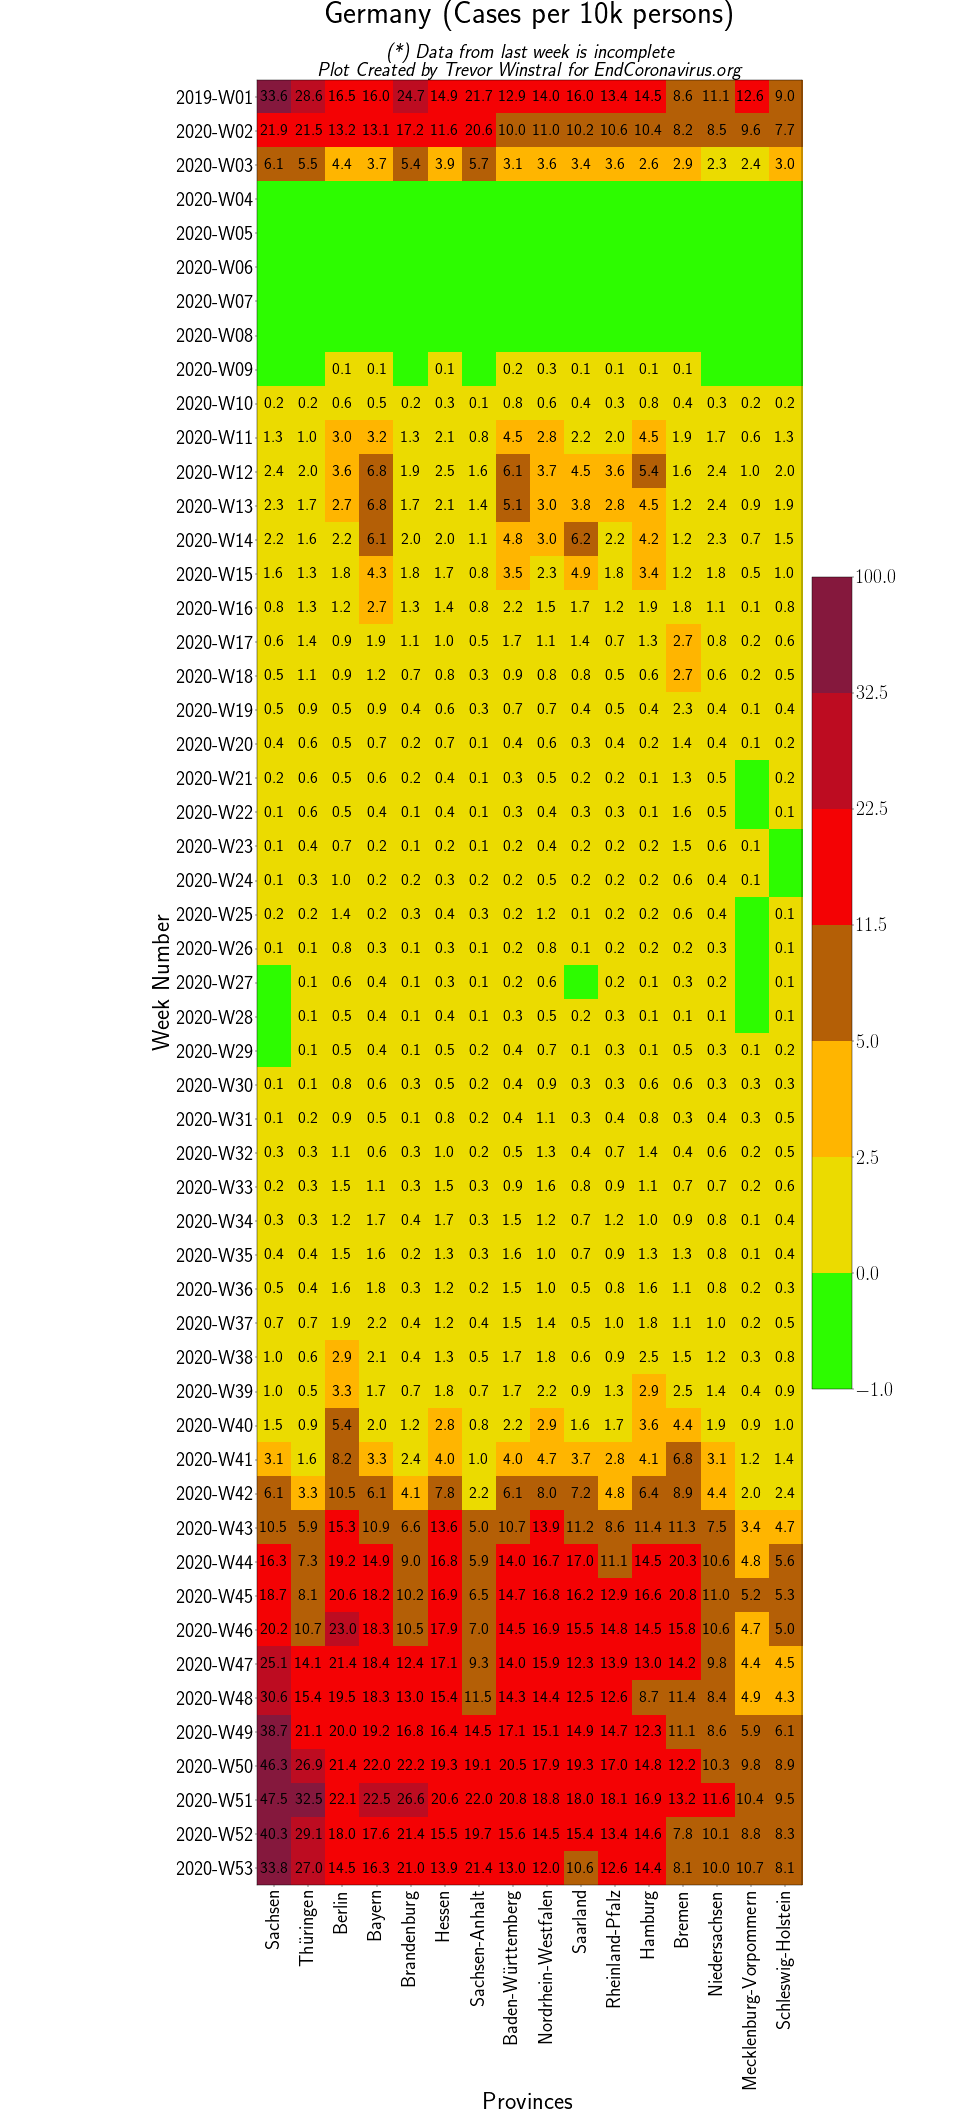 Germany (Cases per 10k persons)
(*) Data from last week is incomplete
Plot Created by Trevor Winstral for EndCoronavirus.org
2019-W01 33.6 28.6 16.5 16.0 24.7 14.9 21.7 12.9 14.0 16.0 13.4 14.5 8.6 11.1 12.6 9.0
2020-W02 21.9 21.5 13.2 13.1 17.2 11.6 20.6 10.0 11.0 10.2 10.6 10.4 8.2 8.5 9.6 7.7
2020-W03 6.1 5.5 4.4 3.7 5.4 3.9 5.7 3.1 3.6 3.4 3.6 2.6 2.9 2.3 2.4 3.0
2020-W04
2020-W05
2020-W06
2020-W07
2020-W08
2020-W09 0.1 0.1 0.1 0.2 0.3 0.1 0.1 0.1 0.1
2020-W10 0.2 0.2 0.6 0.5 0.2 0.3 0.1 0.8 0.6 0.4 0.3 0.8 0.4 0.3 0.2 0.2
2020-W11 1.3 1.0 3.0 3.2 1.3 2.1 0.8 4.5 2.8 2.2 2.0 4.5 1.9 1.7 0.6 1.3
2020-W12 2.4 2.0 3.6 6.8 1.9 2.5 1.6 6.1 3.7 4.5 3.6 5.4 1.6 2.4 1.0 2.0
2020-W13 2.3 1.7 2.7 6.8 1.7 2.1 1.4 5.1 3.0 3.8 2.8 4.5 1.2 2.4 0.9 1.9
2020-W14 2.2 1.6 2.2 6.1 2.0 2.0 1.1 4.8 3.0 6.2 2.2 4.2 1.2 2.3 0.7 1.5
2020-W15 1.6 1.3 1.8 4.3 1.8 1.7 0.8 3.5 2.3 4.9 1.8 3.4 1.2 1.8 0.5 1.0
2020-W16 0.8 1.3 1.2 2.7 1.3 1.4 0.8 2.2 1.5 1.7 1.2 1.9 1.8 1.1 0.1 0.8
2020-W17 0.6 1.4 0.9 1.9 1.1 1.0 0.5 1.7 1.1 1.4 0.7 1.3 2.7 0.8 0.2 0.6
2020-W18 0.5 1.1 0.9 1.2 0.7 0.8 0.3 0.9 0.8 0.8 0.5 0.6 2.7 0.6 0.2 0.5
2020-W19 0.5 0.9 0.5 0.9 0.4 0.6 0.3 0.7 0.7 0.4 0.5 0.4 2.3 0.4 0.1 0.4
2020-W20 0.4 0.6 0.5 0.7 0.2 0.7 0.1 0.4 0.6 0.3 0.4 0.2 1.4 0.4 0.1 0.2
2020-W21 0.2 0.6 0.5 0.6 0.2 0.4 0.1 0.3 0.5 0.2 0.2 0.1 1.3 0.5 0.2
2020-W22 0.1 0.6 0.5 0.4 0.1 0.4 0.1 0.3 0.4 0.3 0.3 0.1 1.6 0.5 0.1
2020-W23 0.1 0.4 0.7 0.2 0.1 0.2 0.1 0.2 0.4 0.2 0.2 0.2 1.5 0.6 0.1
2020-W24 0.1 0.3 1.0 0.2 0.2 0.3 0.2 0.2 0.5 0.2 0.2 0.2 0.6 0.4 0.1
2020-W25 0.2 0.2 1.4 0.2 0.3 0.4 0.3 0.2 1.2 0.1 0.2 0.2 0.6 0.4 0.1
2020-W26 0.1 0.1 0.8 0.3 0.1 0.3 0.1 0.2 0.8 0.1 0.2 0.2 0.2 0.3 0.1
2020-W27 0.1 0.6 0.4 0.1 0.3 0.1 0.2 0.6 0.2 0.1 0.3 0.2 0.1
2020-W28 0.1 0.5 0.4 0.1 0.4 0.1 0.3 0.5 0.2 0.3 0.1 0.1 0.1 0.1
2020-W29 0.1 0.5 0.4 0.1 0.5 0.2 0.4 0.7 0.1 0.3 0.1 0.5 0.3 0.1 0.2
2020-W30 0.1 0.1 0.8 0.6 0.3 0.5 0.2 0.4 0.9 0.3 0.3 0.6 0.6 0.3 0.3 0.3
2020-W31 0.1 0.2 0.9 0.5 0.1 0.8 0.2 0.4 1.1 0.3 0.4 0.8 0.3 0.4 0.3 0.5
2020-W32 0.3 0.3 1.1 0.6 0.3 1.0 0.2 0.5 1.3 0.4 0.7 1.4 0.4 0.6 0.2 0.5
2020-W33 0.2 0.3 1.5 1.1 0.3 1.5 0.3 0.9 1.6 0.8 0.9 1.1 0.7 0.7 0.2 0.6
2020-W34 0.3 0.3 1.2 1.7 0.4 1.7 0.3 1.5 1.2 0.7 1.2 1.0 0.9 0.8 0.1 0.4
2020-W35 0.4 0.4 1.5 1.6 0.2 1.3 0.3 1.6 1.0 0.7 0.9 1.3 1.3 0.8 0.1 0.4
2020-W36 0.5 0.4 1.6 1.8 0.3 1.2 0.2 1.5 1.0 0.5 0.8 1.6 1.1 0.8 0.2 0.3
2020-W37 0.7 0.7 1.9 2.2 0.4 1.2 0.4 1.5 1.4 0.5 1.0 1.8 1.1 1.0 0.2 0.5
2020-W38 1.0 0.6 2.9 2.1 0.4 1.3 0.5 1.7 1.8 0.6 0.9 2.5 1.5 1.2 0.3 0.8
2020-W39 1.0 0.5 3.3 1.7 0.7 1.8 0.7 1.7 2.2 0.9 1.3 2.9 2.5 1.4 0.4 0.9
2020-W40 1.5 0.9 5.4 2.0 1.2 2.8 0.8 2.2 2.9 1.6 1.7 3.6 4.4 1.9 0.9 1.0
2020-W41 3.1 1.6 8.2 3.3 2.4 4.0 1.0 4.0 4.7 3.7 2.8 4.1 6.8 3.1 1.2 1.4
2020-W42 6.1 3.3 10.5 6.1 4.1 7.8 2.2 6.1 8.0 7.2 4.8 6.4 8.9 4.4 2.0 2.4
2020-W43 10.5 5.9 15.3 10.9 6.6 13.6 5.0 10.7 13.9 11.2 8.6 11.4 11.3 7.5 3.4 4.7
2020-W44 16.3 7.3 19.2 14.9 9.0 16.8 5.9 14.0 16.7 17.0 11.1 14.5 20.3 10.6 4.8 5.6
2020-W45 18.7 8.1 20.6 18.2 10.2 16.9 6.5 14.7 16.8 16.2 12.9 16.6 20.8 11.0 5.2 5.3
2020-W46 20.2 10.7 23.0 18.3 10.5 17.9 7.0 14.5 16.9 15.5 14.8 14.5 15.8 10.6 4.7 5.0
2020-W47 25.1 14.1 21.4 18.4 12.4 17.1 9.3 14.0 15.9 12.3 13.9 13.0 14.2 9.8 4.4 4.5
2020-W48 30.6 15.4 19.5 18.3 13.0 15.4 11.5 14.3 14.4 12.5 12.6 8.7 11.4 8.4 4.9 4.3
2020-W49 38.7 21.1 20.0 19.2 16.8 16.4 14.5 17.1 15.1 14.9 14.7 12.3 11.1 8.6 5.9 6.1
2020-W50 46.3 26.9 21.4 22.0 22.2 19.3 19.1 20.5 17.9 19.3 17.0 14.8 12.2 10.3 9.8 8.9
2020-W51 47.5 32.5 22.1 22.5 26.6 20.6 22.0 20.8 18.8 18.0 18.1 16.9 13.2 11.6 10.4 9.5
2020-W52 40.3 29.1 18.0 17.6 21.4 15.5 19.7 15.6 14.5 15.4 13.4 14.6 7.8 10.1 8.8 8.3
2020-W53 33.8 27.0 14.5 16.3 21.0 13.9 21.4 13.0 12.0 10.6 12.6 14.4 8.1 10.0 10.7 8.1
Week Number
Sachsen
Thüringen
Berlin
Bayern
Brandenburg
Hessen
Sachsen-Anhalt
Baden-Württemberg
Nordrhein-Westfalen
Saarland
Rheinland-Pfalz
Hamburg
Bremen
Niedersachsen
Mecklenburg-Vorpommern
Schleswig-Holstein
Provinces
100.0
32.5
22.5
11.5
5.0
2.5
0.0
−1.0